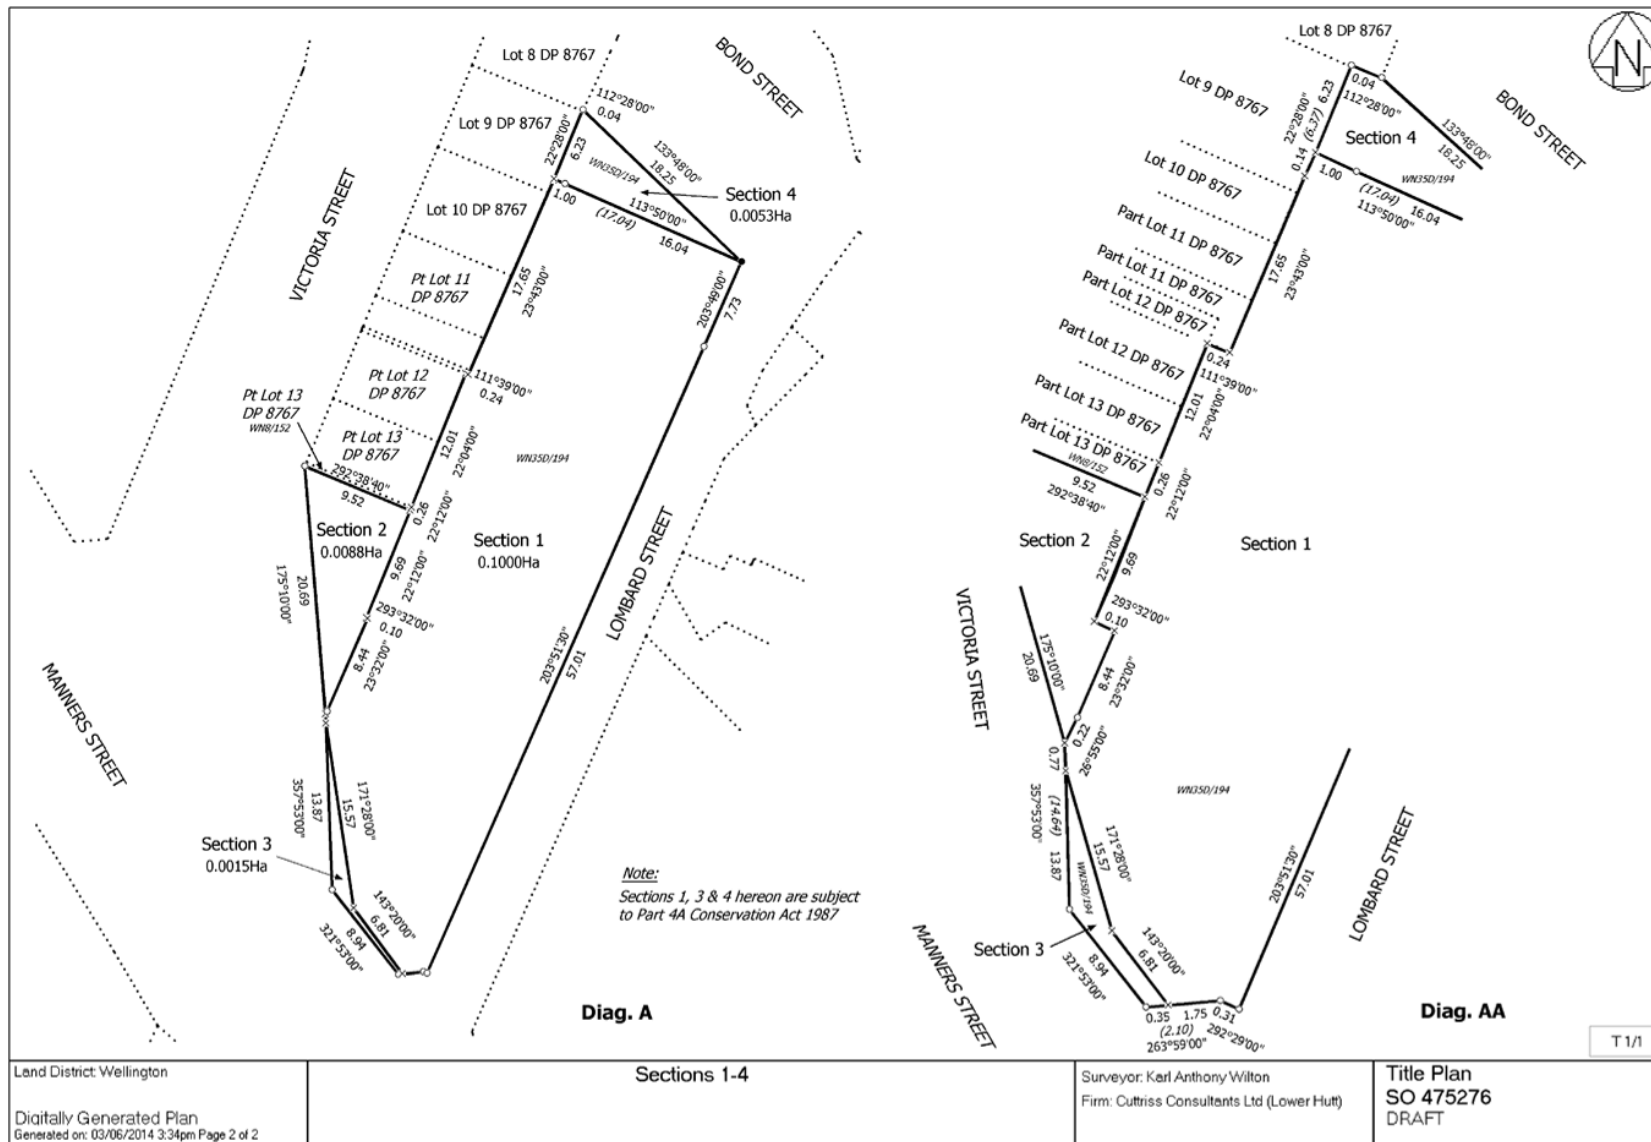 Lot 8 DP 8767
BOND STREET
112°28'00"
0.04
Lot 9 DP 8767
22°28'00"
6.23
WN35D/194
133°48'00"
18.25
Section 4
0.0053Ha
1.00
(17.04)
113°50'00"
16.04
Lot 10 DP 8767
VICTORIA STREET
17.65
23°43'00"
203°49'00"
7.73
Pt Lot 11
DP 8767
Pt Lot 12
DP 8767
111°39'00"
0.24
Pt Lot 13
DP 8767
WN8/152
Pt Lot 13
DP 8767
12.01
22°04'00"
WN35D/194
292°38'40"
9.52
0.26
22°12'00"
Section 2
0.0088Ha
Section 1
0.1000Ha
9.69
22°12'00"
LOMBARD STREET
20.69
175°10'00"
293°32'00"
0.10
8.44
23°32'00"
203°51'30"
57.01
MANNERS STREET
13.87
357°53'00"
171°28'00"
15.57
Section 3
0.0015Ha
143°20'00"
6.81
8.94
321°53'00"
Note:
Sections 1, 3 & 4 hereon are subject
to Part 4A Conservation Act 1987
Diag. A
Lot 8 DP 8767
N
Lot 9 DP 8767
0.04
112°28'00"
BOND STREET
22°28'00"
(6.37)
6.23
0.14
Section 4
133°48'00"
18.25
1.00
WN35D/194
(17.04)
16.04
113°50'00"
Lot 10 DP 8767
Part Lot 11 DP 8767
Part Lot 11 DP 8767
Part Lot 12 DP 8767
17.65
23°43'00"
Part Lot 12 DP 8767
0.24
111°39'00"
Part Lot 13 DP 8767
12.01
22°04'00"
Part Lot 13 DP 8767
WN8/152
9.52
292°38'40"
0.26
22°12'00"
Section 2
Section 1
22°12'00"
9.69
VICTORIA STREET
175°10'00"
20.69
293°32'00"
0.10
8.44
23°32'00"
0.22
26°55'00"
0.77
WN35D/194
357°53'00"
(14.64)
13.87
171°28'00"
15.57
WN35D/194
203°51'30"
57.01
LOMBARD STREET
MANNERS STREET
Section 3
143°20'00"
6.81
8.94
321°53'00"
0.35
1.75
0.31
(2.10)
263°59'00"
292°29'00"
Diag. AA
T 1/1
Land District: Wellington
Digitally Generated Plan
Generated on: 03/06/2014 3:34pm Page 2 of 2
Sections 1-4
Surveyor: Karl Anthony Wilton
Firm: Cuttriss Consultants Ltd (Lower Hutt)
Title Plan
SO 475276
DRAFT